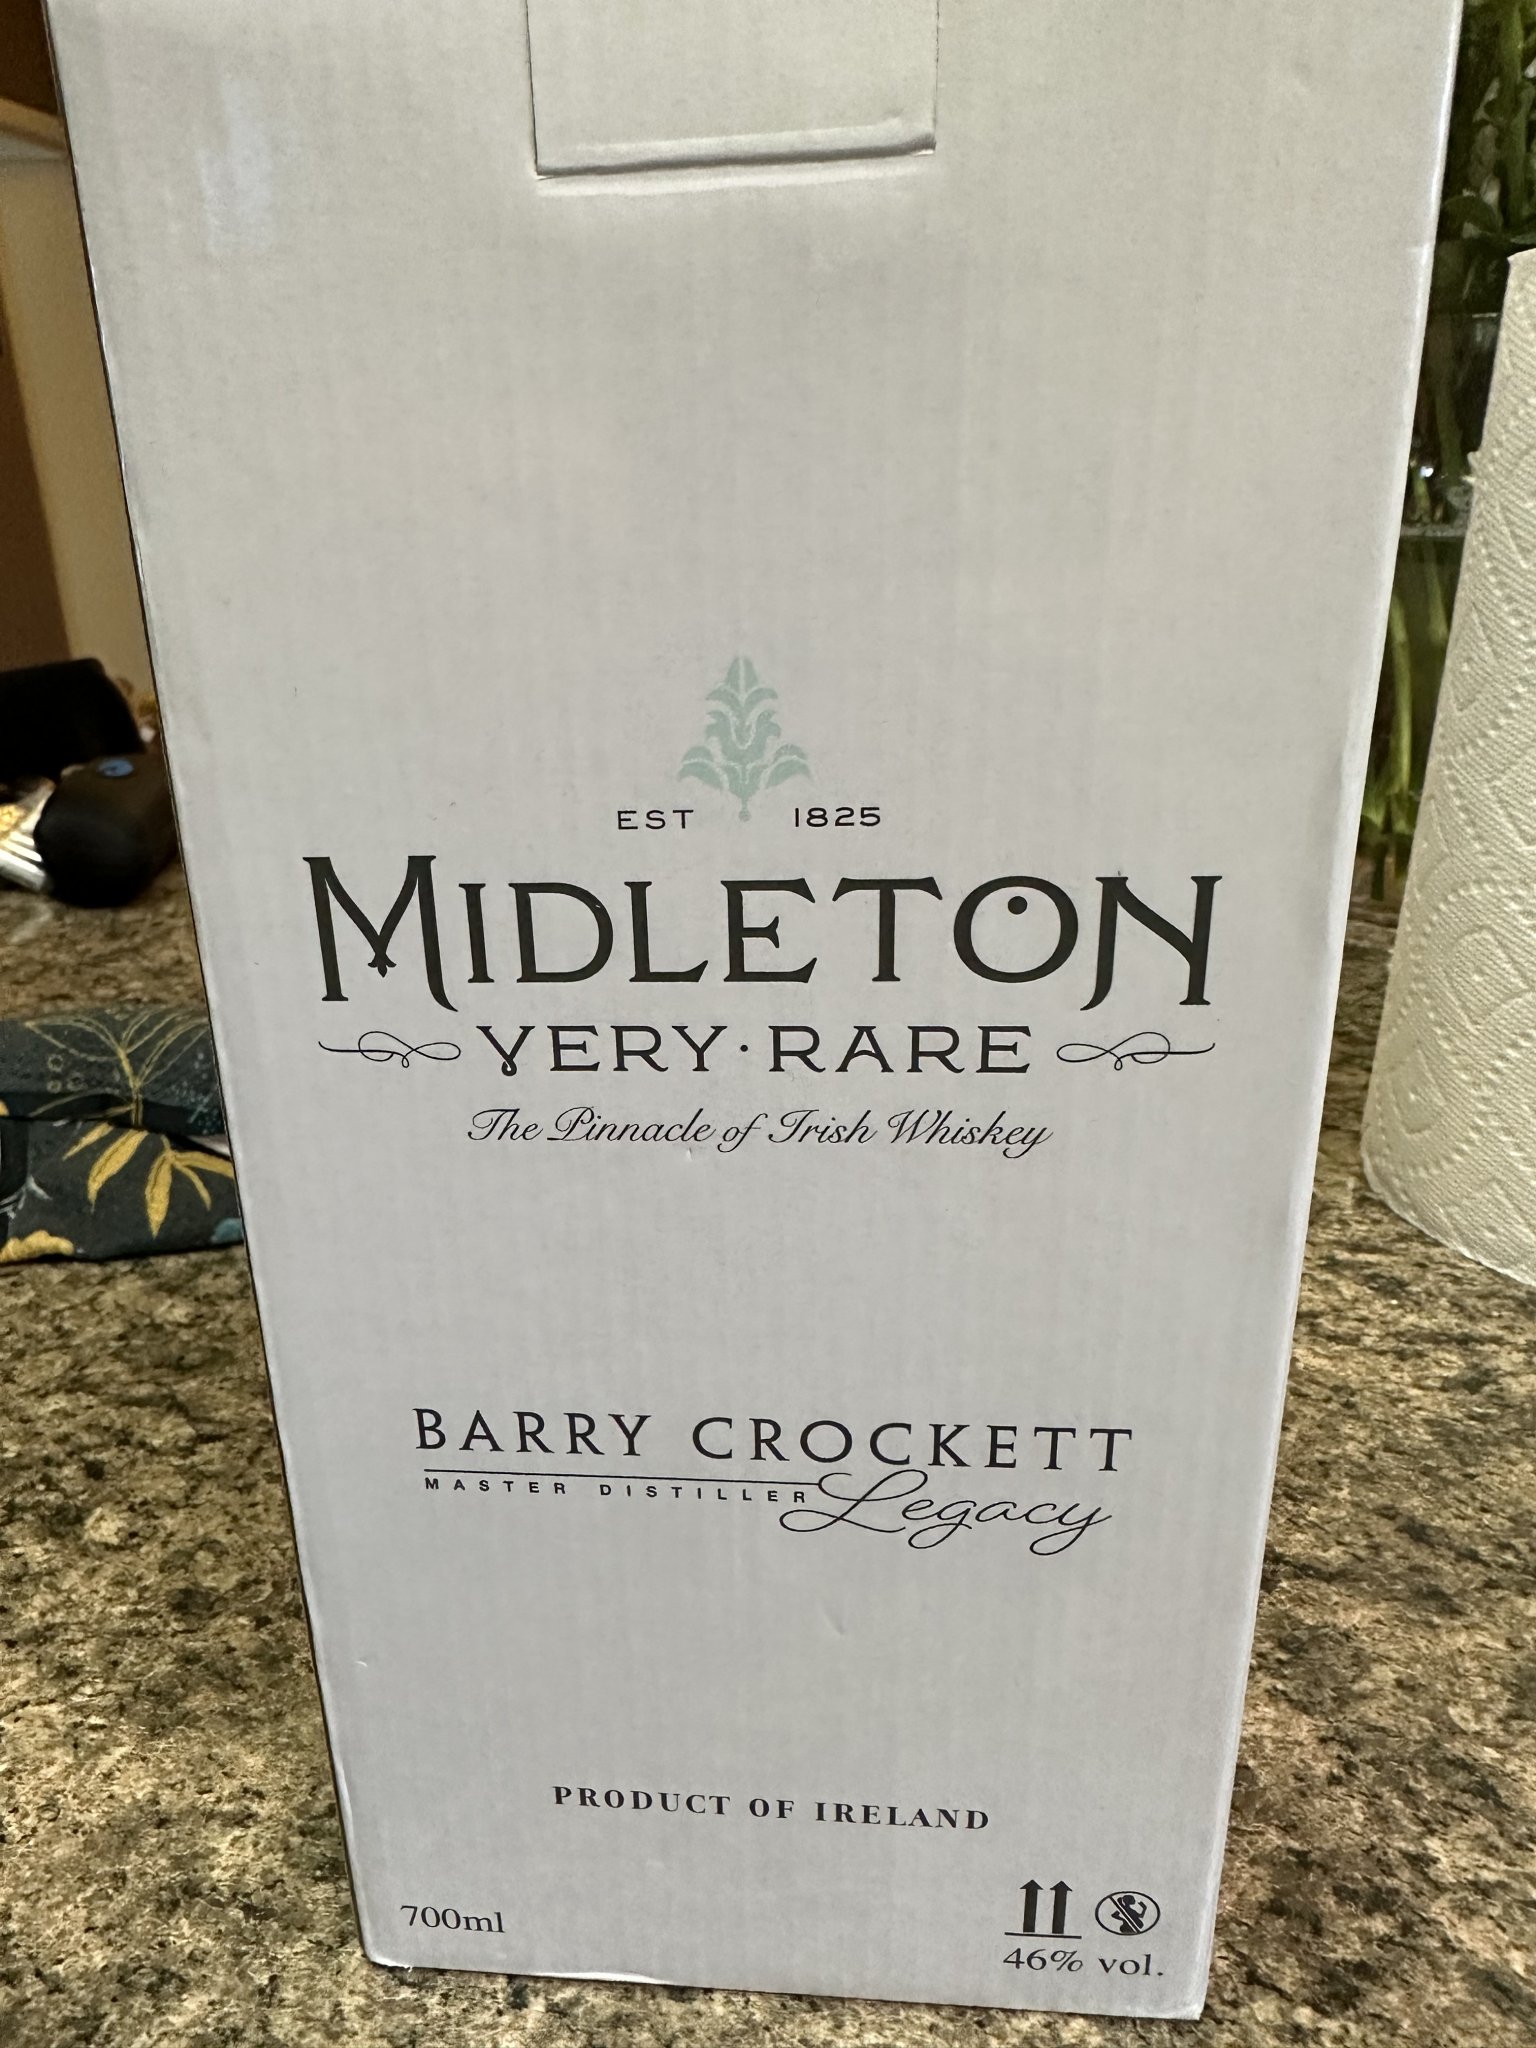 EST 1825
MIDLETON
VERY·RARE
The Pinnacle of Irish Whiskey
BARRY CROCKETT
MASTER DISTILLER Legacy
PRODUCT OF IRELAND
700ml
46% vol.